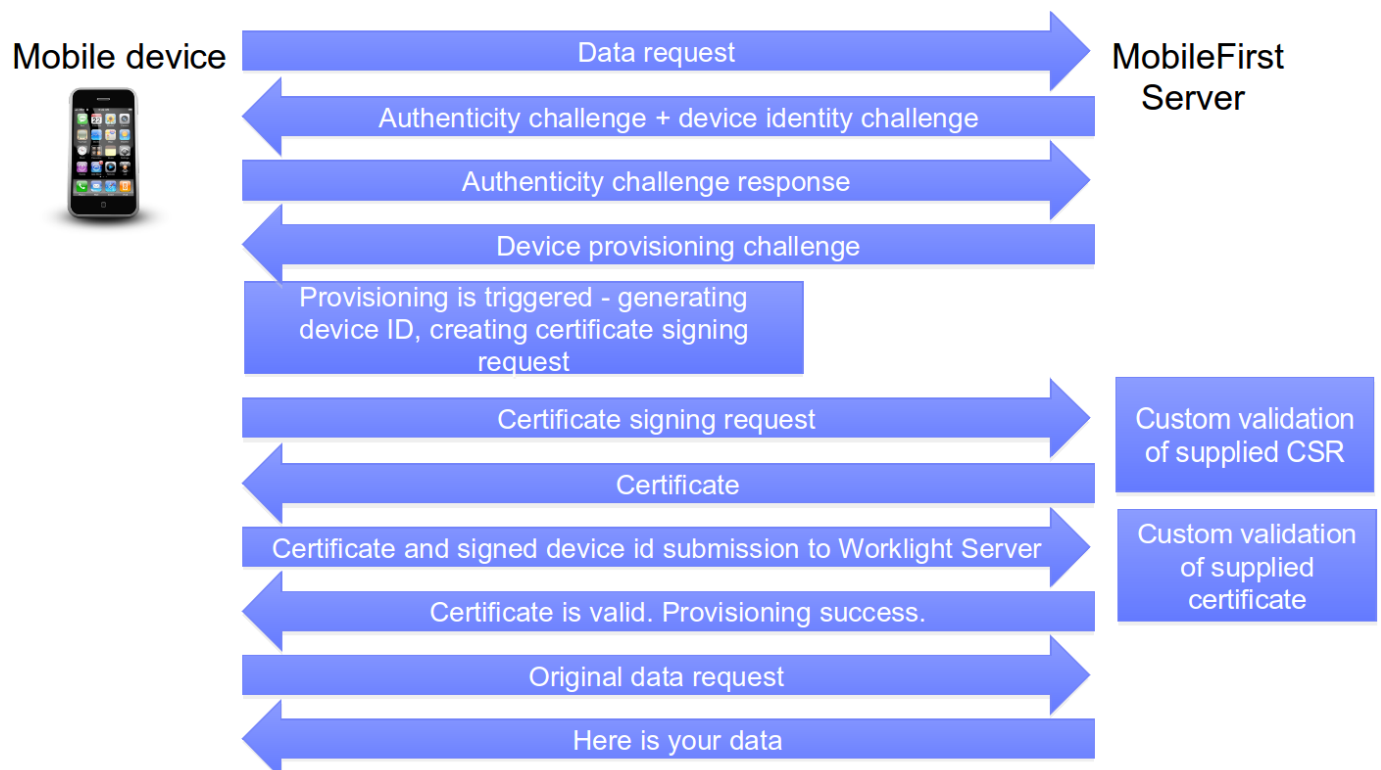 Mobile device
MobileFirst
Server
Data request
Authenticity challenge + device identity challenge
Authenticity challenge response
Device provisioning challenge
Provisioning is triggered - generating
device ID, creating certificate signing
request
Certificate signing request
Custom validation
of supplied CSR
Certificate
Certificate and signed device id submission to Worklight Server
Custom validation
of supplied
certificate
Certificate is valid. Provisioning success.
Original data request
Here is your data